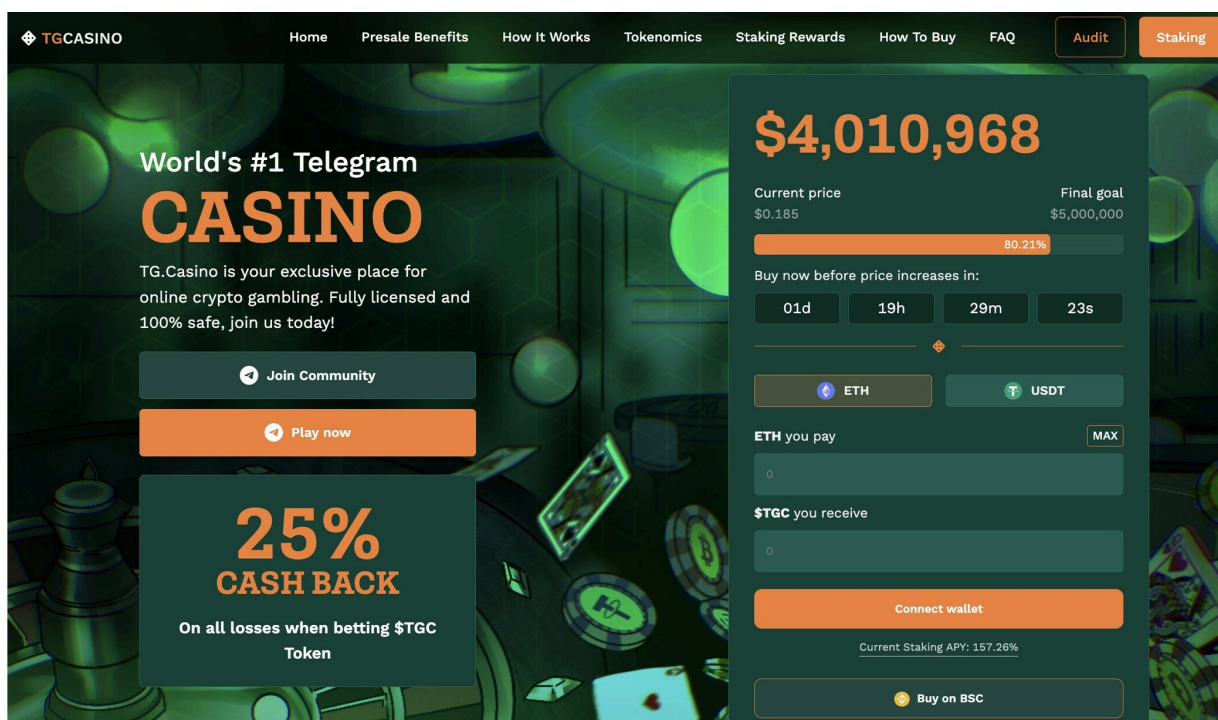 TGCASINO
Home
Presale Benefits
How It Works
Tokenomics
Staking Rewards
How To Buy
FAQ
Audit
Staking
World's #1 Telegram
CASINO
TG.Casino is your exclusive place for
online crypto gambling. Fully licensed and
100% safe, join us today!
Join Community
Play now
25%
CASH BACK
On all losses when betting $TGC
Token
$4,010,968
Current price
Final goal
$0.185
$5,000,000
80.21%
Buy now before price increases in:
01d
19h
29m
23s
ETH
USDT
ETH you pay
MAX
0
$TGC you receive
0
Connect wallet
Current Staking APY: 157.26%
Buy on BSC